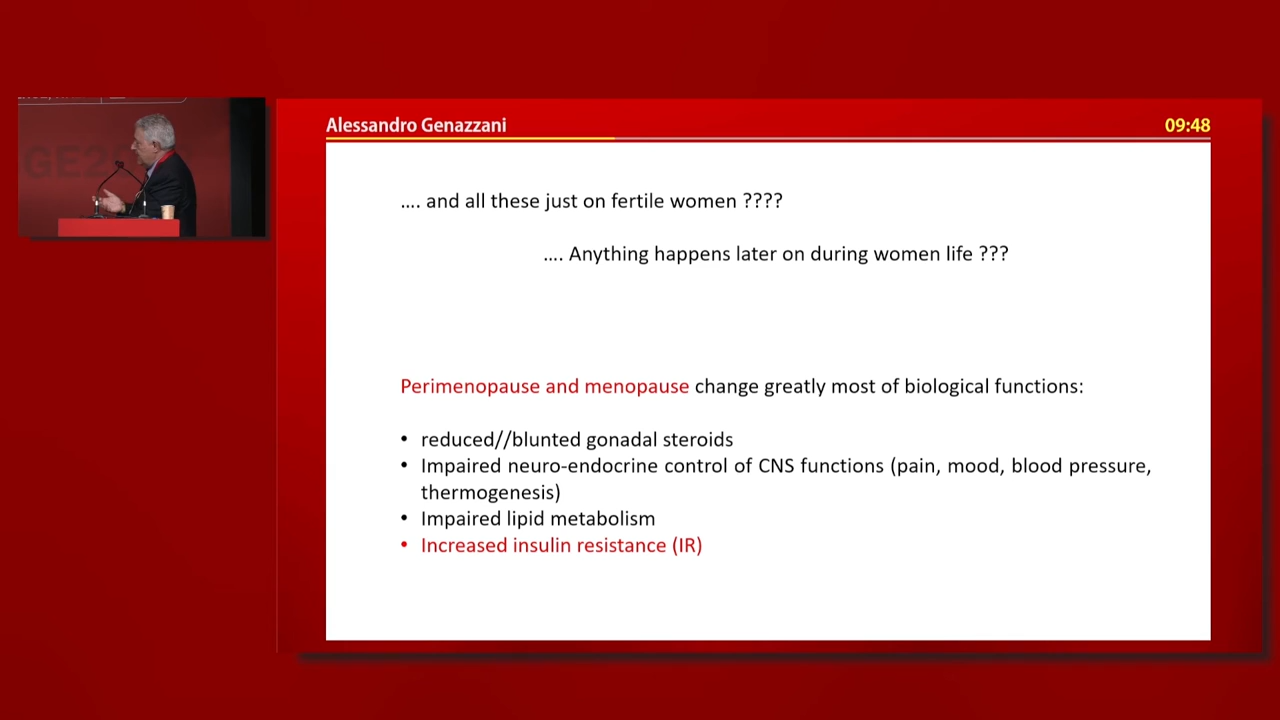 Alessandro Genazzani
09:48
GE2
.... and all these just on fertile women ????
.... Anything happens later on during women life ???
Perimenopause and menopause change greatly most of biological functions:
• reduced//blunted gonadal steroids
• Impaired neuro-endocrine control of CNS functions (pain, mood, blood pressure,
thermogenesis)
• Impaired lipid metabolism
• Increased insulin resistance (IR)